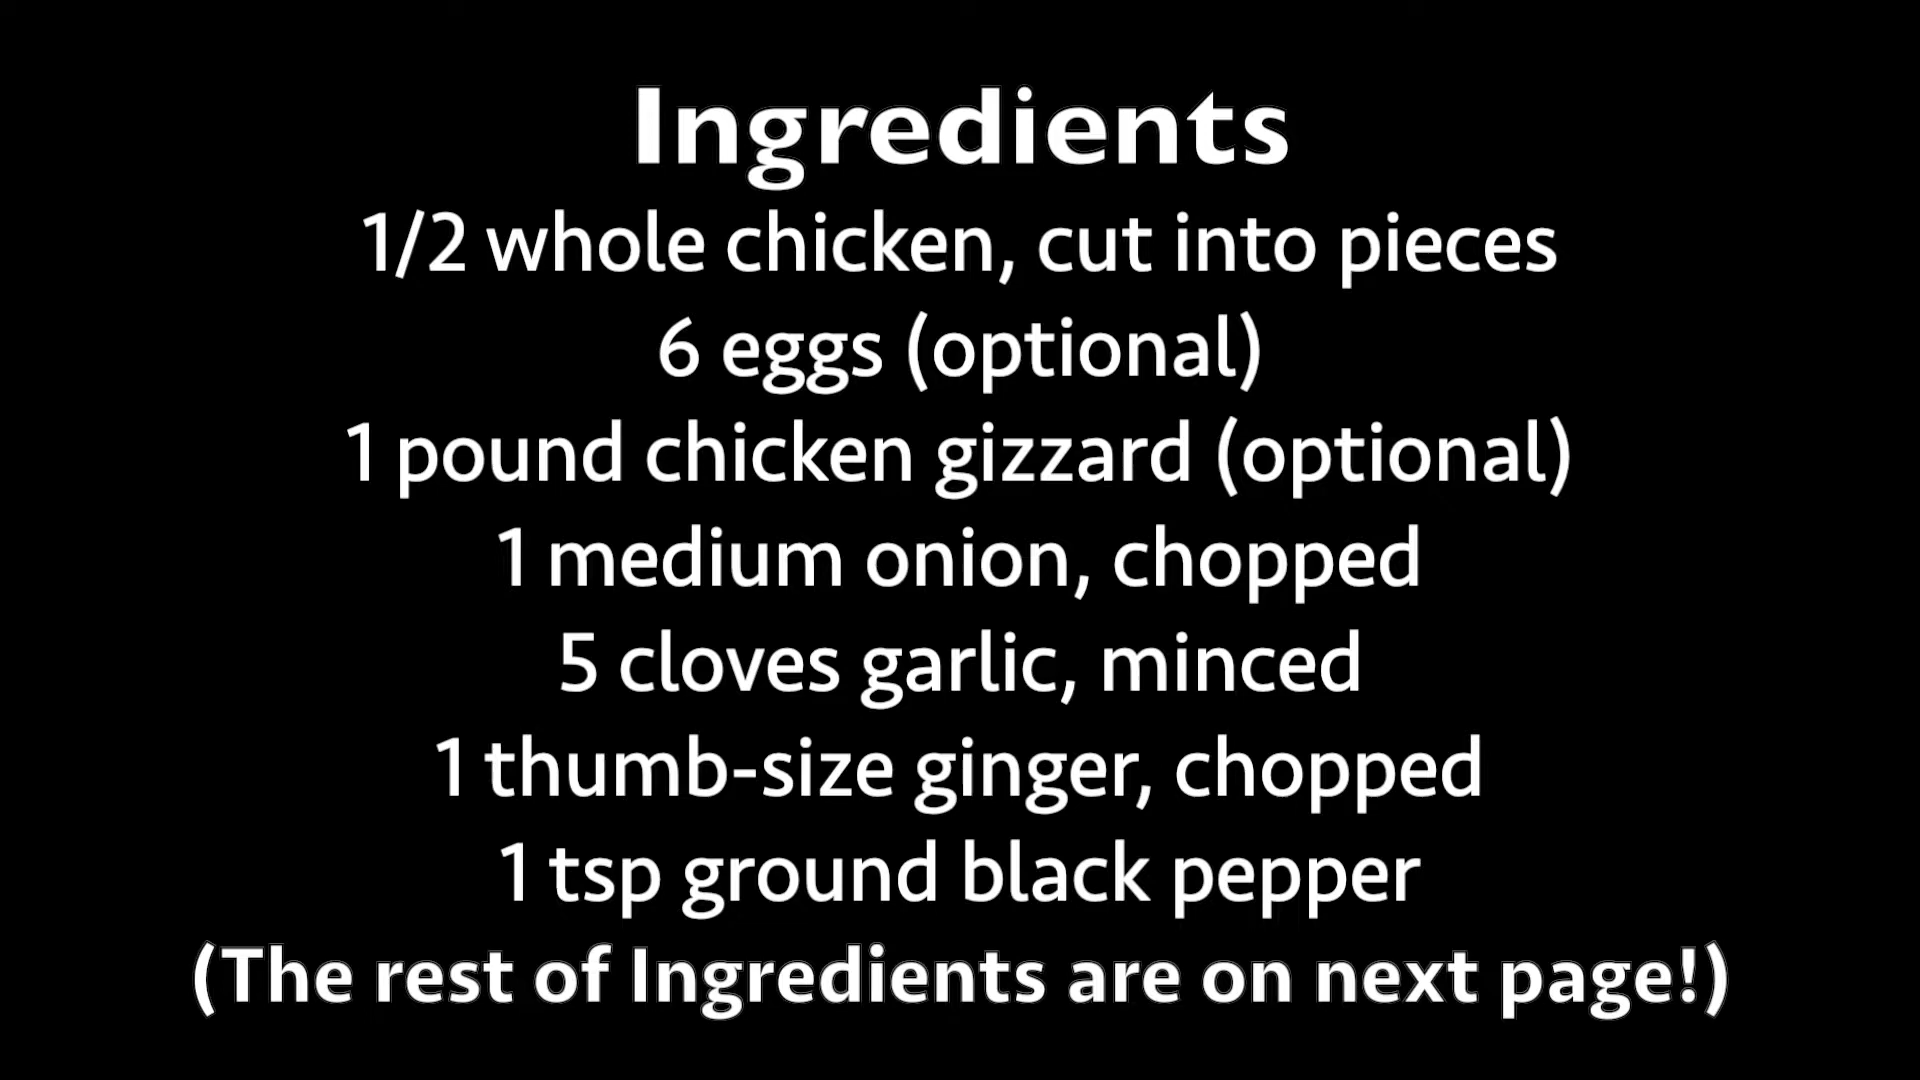 Ingredients
1/2 whole chicken, cut into pieces
6 eggs (optional)
1 pound chicken gizzard (optional)
1 medium onion, chopped
5 cloves garlic, minced
1 thumb-size ginger, chopped
1 tsp ground black pepper
(The rest of Ingredients are on next page!)